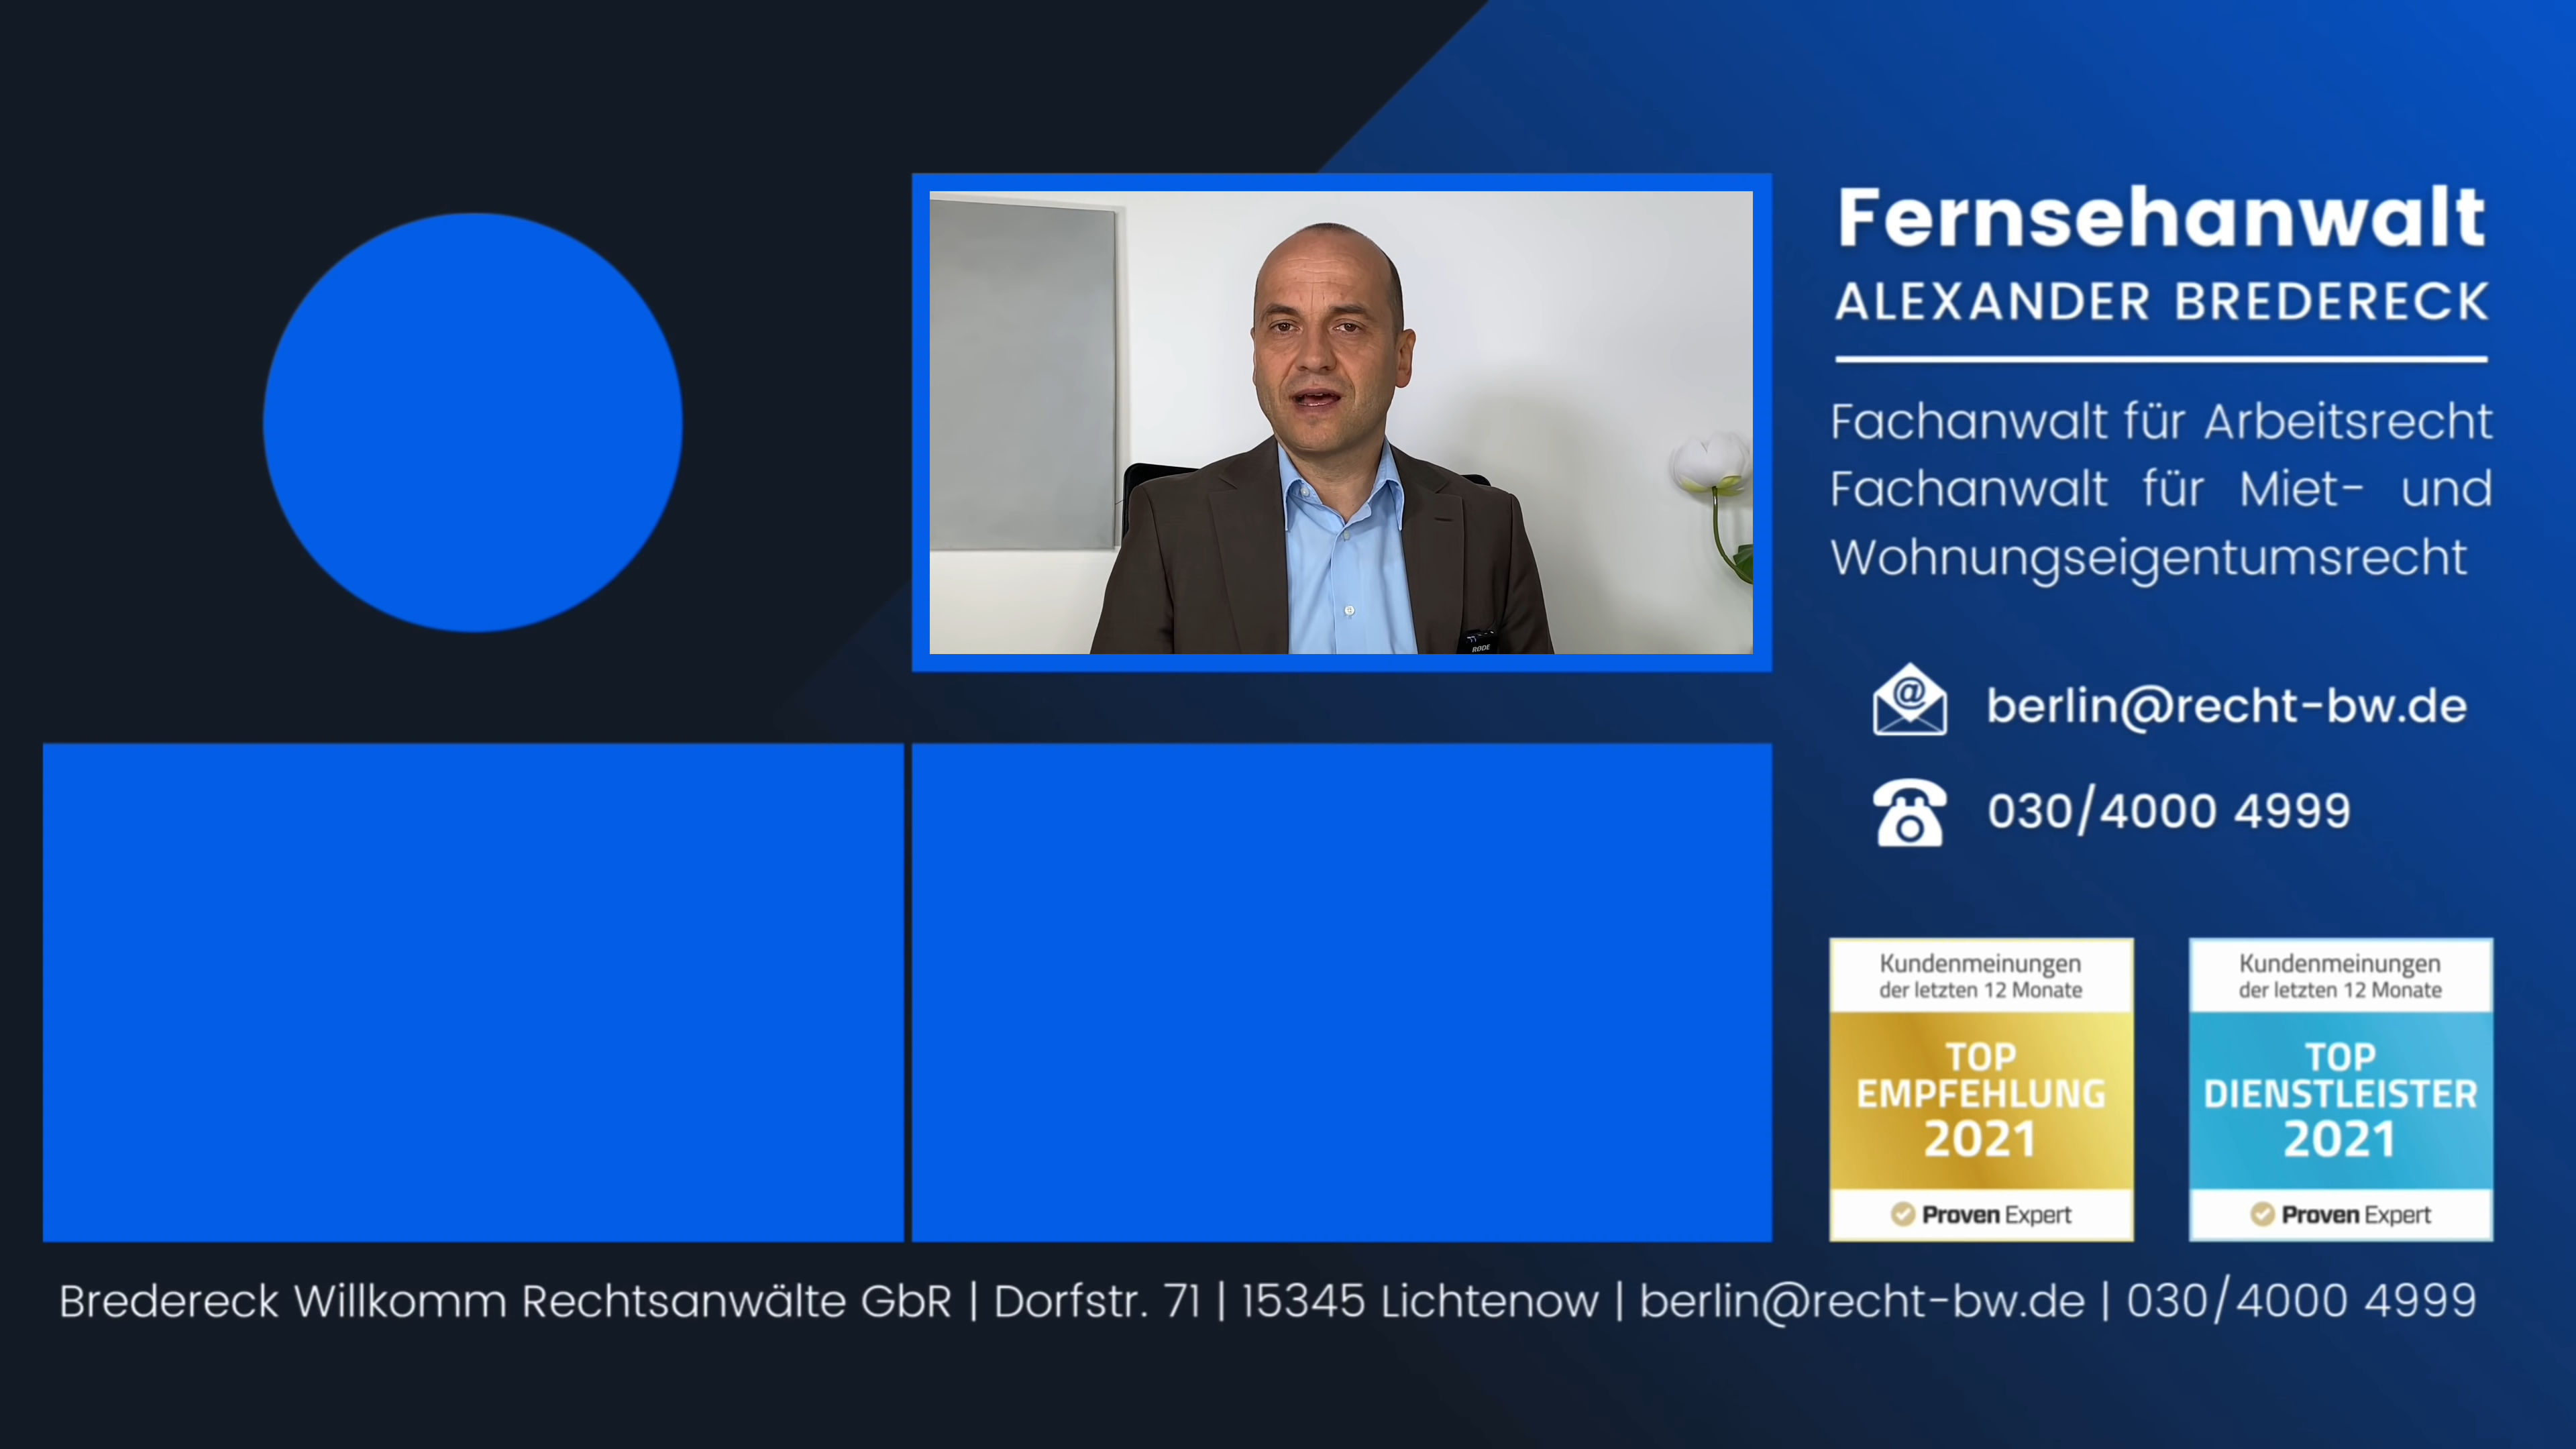 Fernsehanwalt
ALEXANDER BREDERECK
Fachanwalt für Arbeitsrecht
Fachanwalt für Miet- und
Wohnungseigentumsrecht
berlin@recht-bw.de
030/4000 4999
RØDE
Kundenmeinungen
der letzten 12 Monate
TOP
EMPFEHLUNG
2021
Proven Expert
Kundenmeinungen
der letzten 12 Monate
TOP
DIENSTLEISTER
2021
Proven Expert
Bredereck Willkomm Rechtsanwälte GbR | Dorfstr. 71 | 15345 Lichtenow | berlin@recht-bw.de | 030/4000 4999